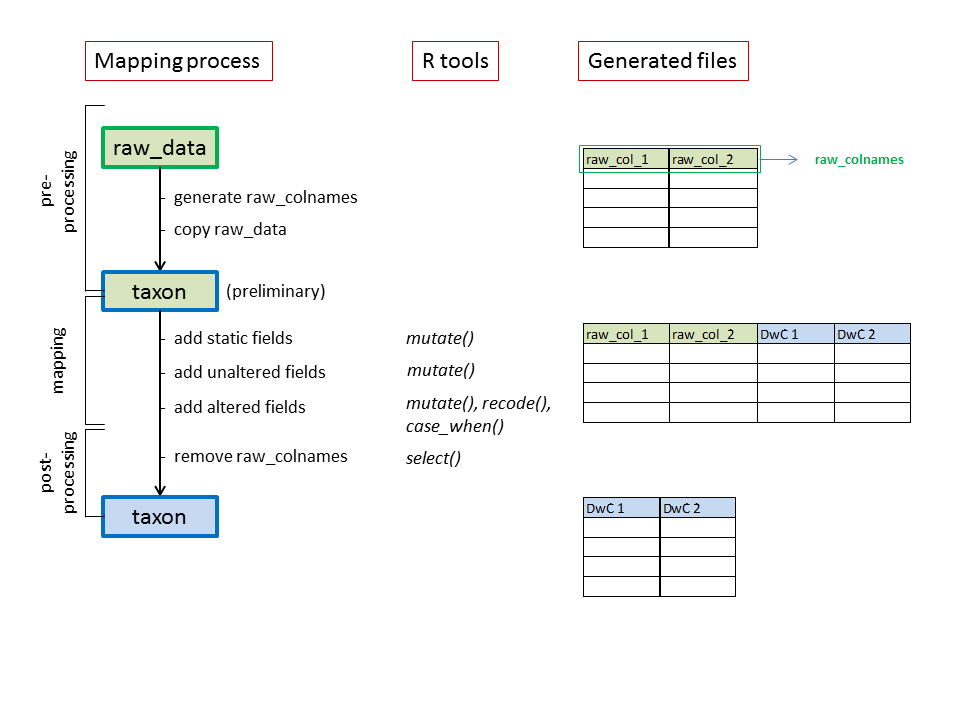 Mapping process
R tools
Generated files
pre-
processing
raw_data
generate raw_colnames
copy raw_data
raw_col_1
raw_col_2
raw_colnames
taxon
(preliminary)
mapping
add static fields
mutate()
add unaltered fields
mutate()
add altered fields
mutate(), recode(),
case_when()
raw_col_1
raw_col_2
DwC 1
DwC 2
post-
processing
remove raw_colnames
select()
taxon
DwC 1
DwC 2